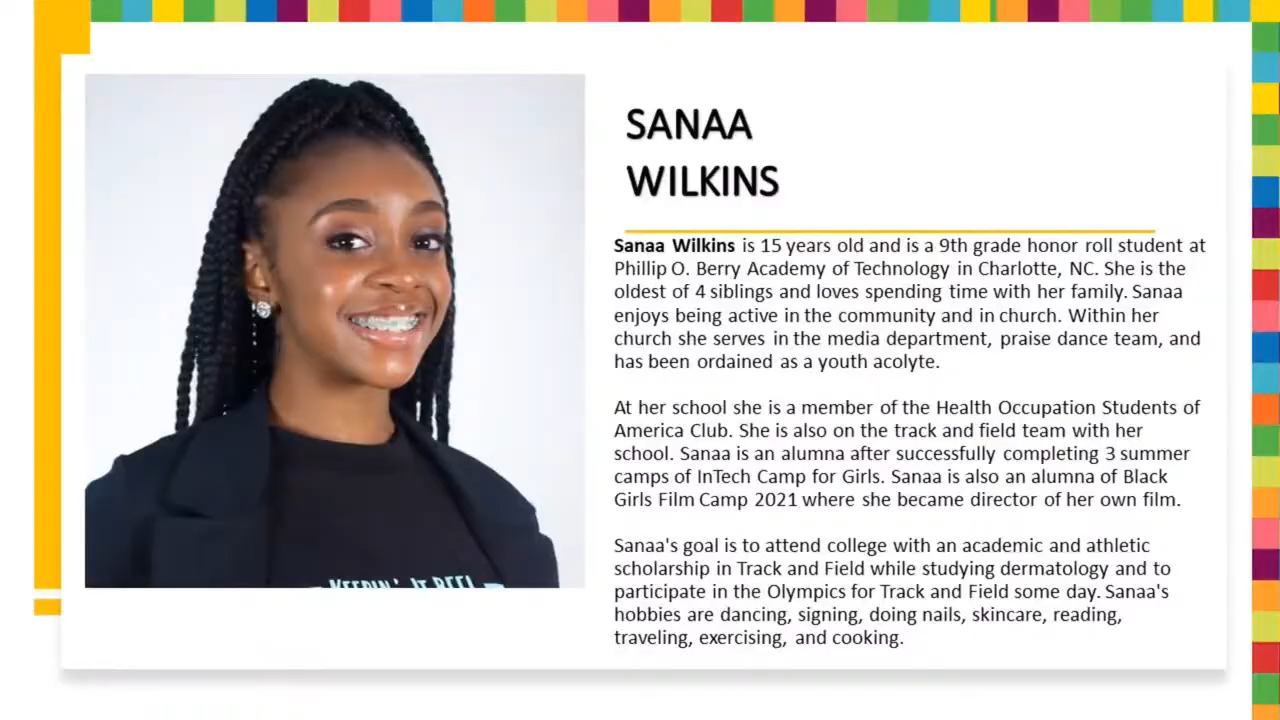 SANAA
WILKINS
Sanaa Wilkins is 15 years old and is a 9th grade honor roll student at
Phillip O. Berry Academy of Technology in Charlotte, NC. She is the
oldest of 4 siblings and loves spending time with her family. Sanaa
enjoys being active in the community and in church. Within her
church she serves in the media department, praise dance team, and
has been ordained as a youth acolyte.
At her school she is a member of the Health Occupation Students of
America Club. She is also on the track and field team with her
school. Sanaa is an alumna after successfully completing 3 summer
camps of InTech Camp for Girls. Sanaa is also an alumna of Black
Girls Film Camp 2021 where she became director of her own film.
Sanaa's goal is to attend college with an academic and athletic
scholarship in Track and Field while studying dermatology and to
participate in the Olympics for Track and Field some day. Sanaa's
hobbies are dancing, signing, doing nails, skincare, reading,
traveling, exercising, and cooking.
KEEPIN' IT REEL